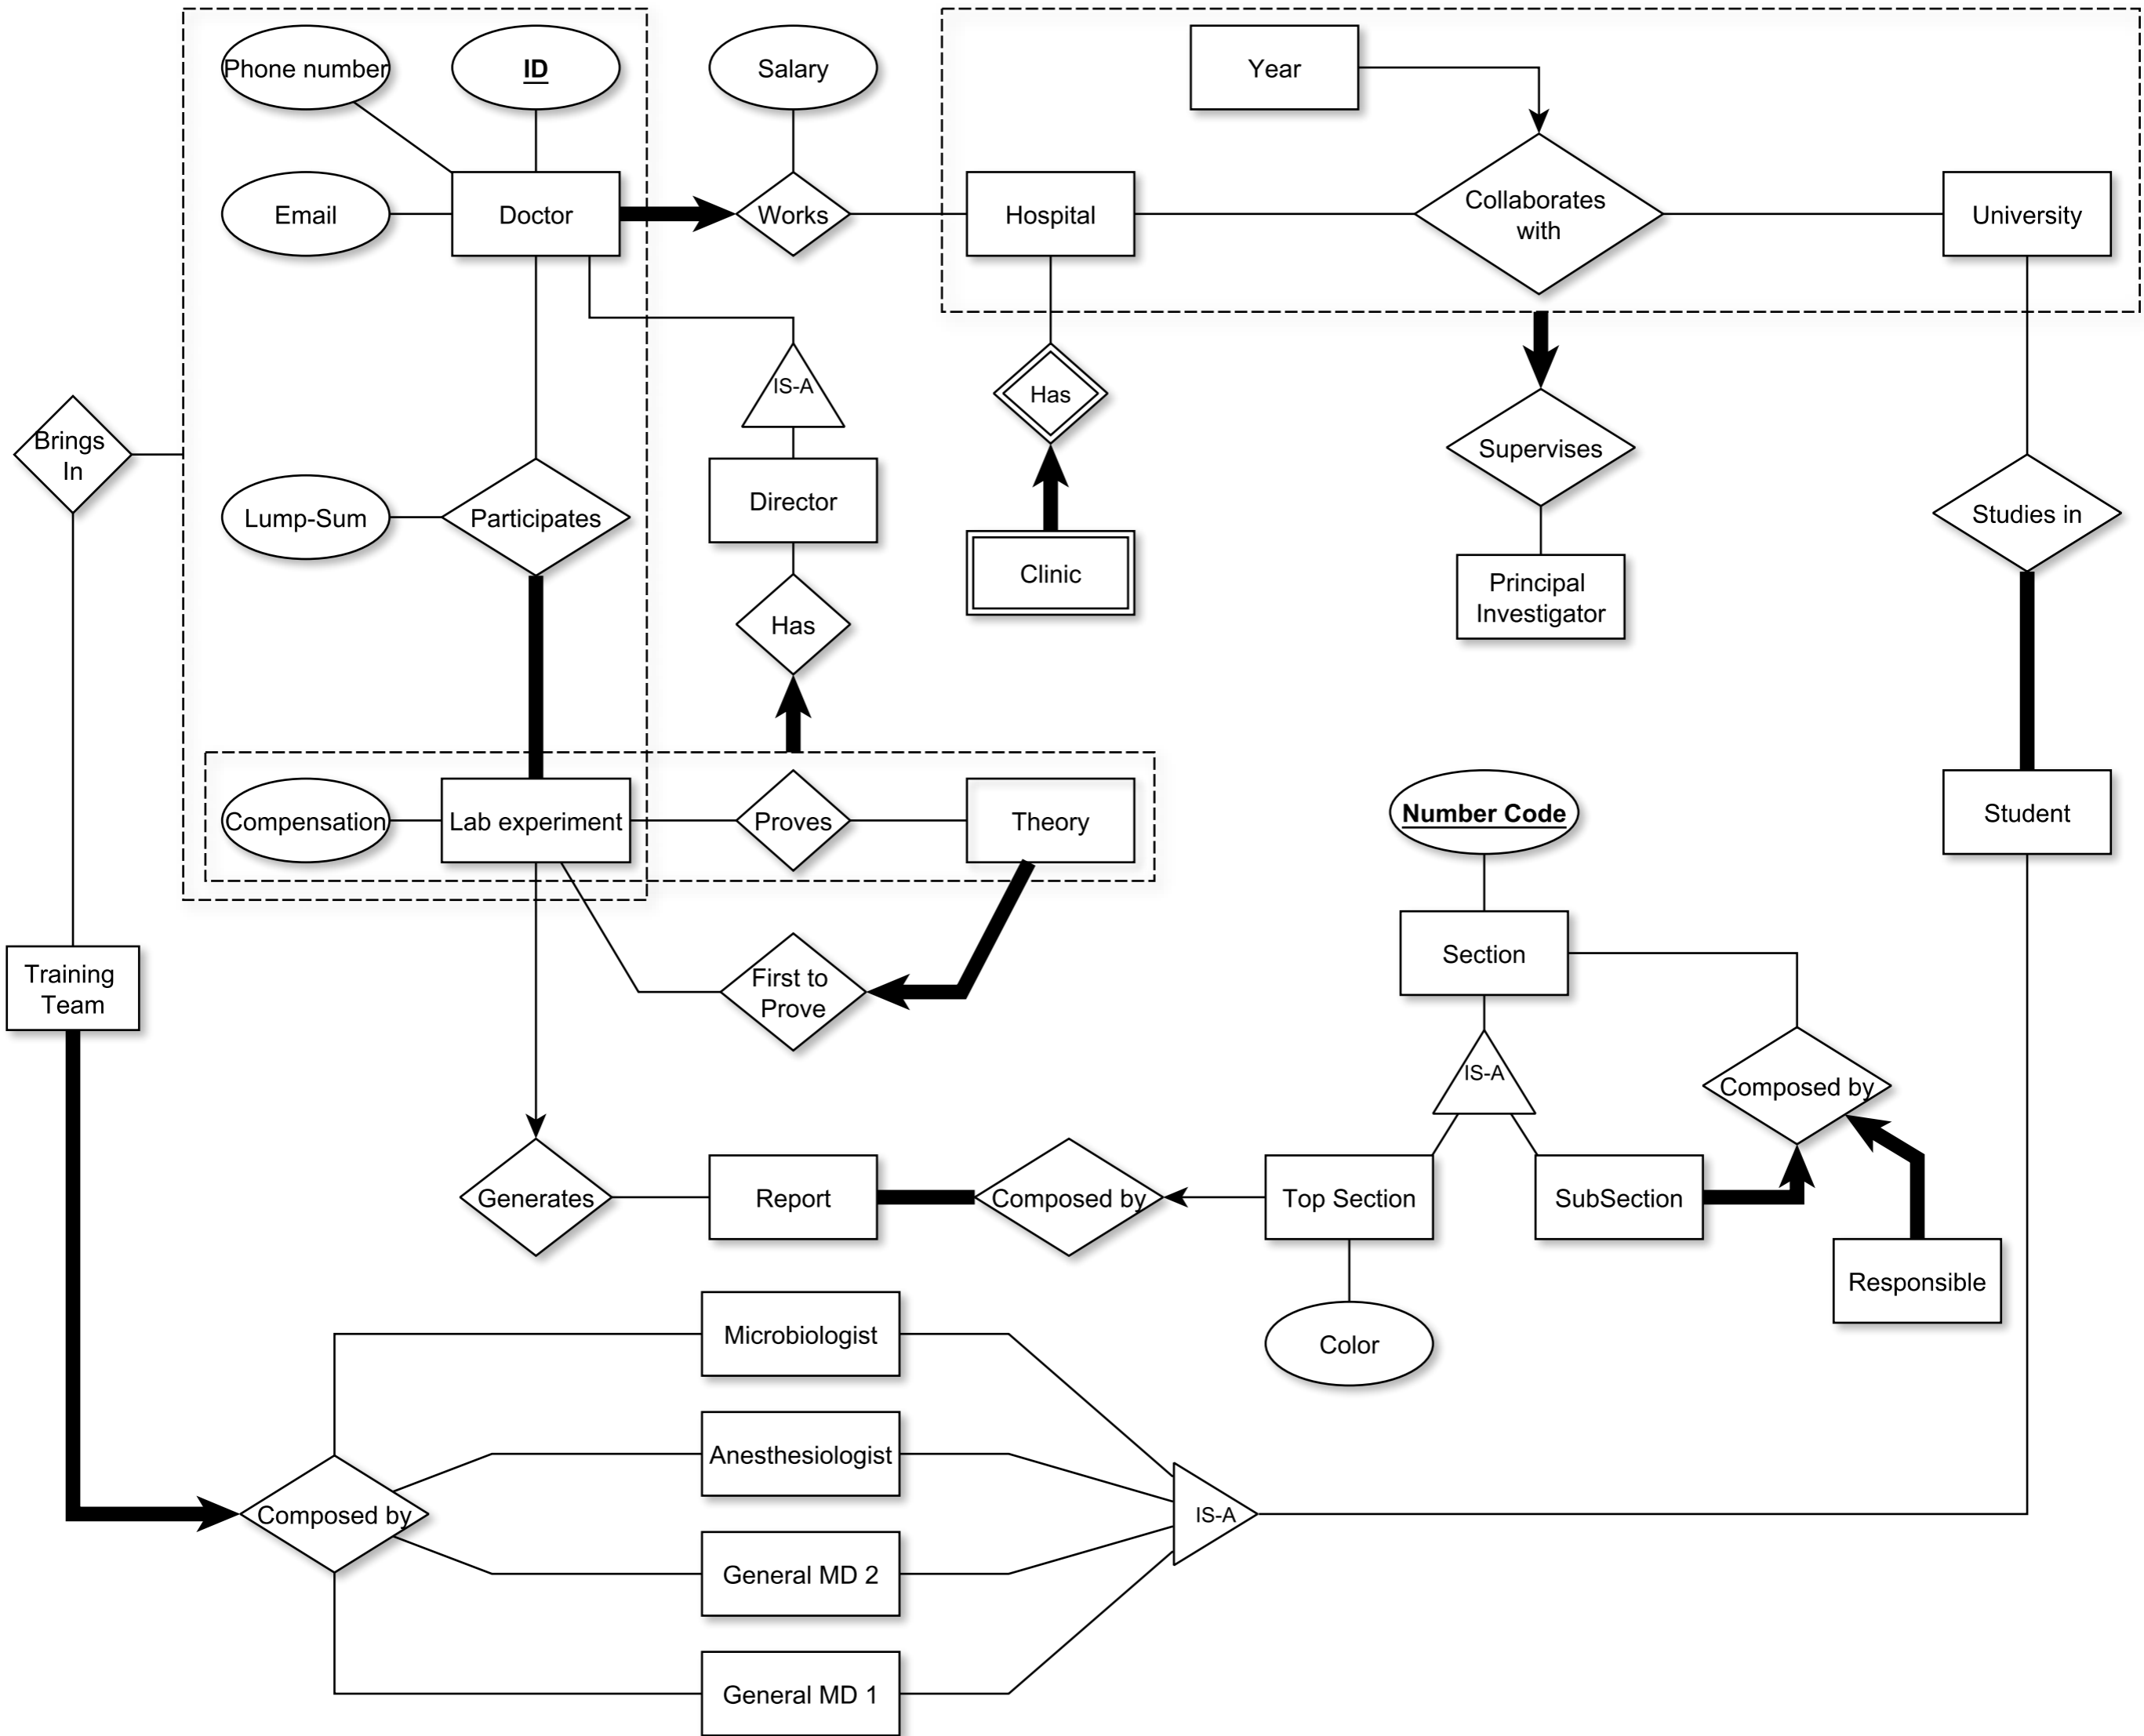 Phone number
ID
Salary
Year
Email
Doctor
Works
Hospital
Collaborates
with
University
IS-A
Has
Brings
In
Supervises
Lump-Sum
Participates
Director
Studies in
Clinic
Principal
Investigator
Has
Compensation
Lab experiment
Proves
Theory
Number Code
Student
Section
Training
Team
First to
Prove
IS-A
Composed by
Generates
Report
Composed by
Top Section
SubSection
Responsible
Microbiologist
Color
Anesthesiologist
Composed by
IS-A
General MD 2
General MD 1